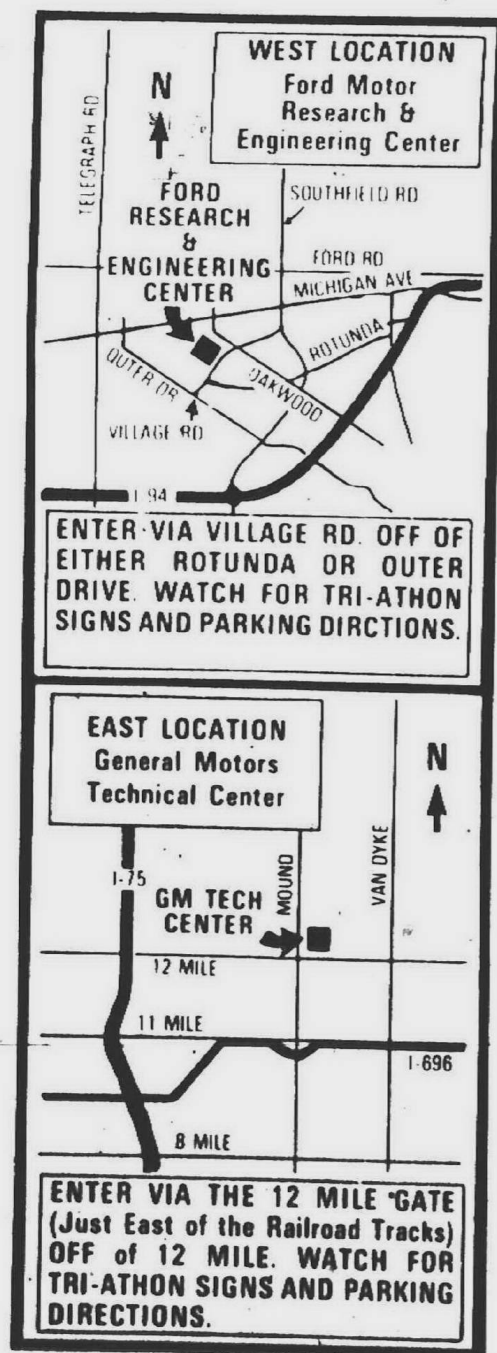 WEST LOCATION
Ford Motor
Research &
Engineering Center
N
TELEGRAPH RD
SOUTHFIELD RD
FORD
RESEARCH
&
ENGINEERING
CENTER
FORD RD
MICHIGAN AVE
ROTUNDA
OAKWOOD
OUTER DR
VILLAGE RD
I-94
ENTER VIA VILLAGE RD. OFF OF
EITHER ROTUNDA OR OUTER
DRIVE. WATCH FOR TRI-ATHON
SIGNS AND PARKING DIRCTIONS.
EAST LOCATION
General Motors
Technical Center
N
I-75
MOUND
VAN DYKE
GM TECH
CENTER
12 MILE
11 MILE
I-696
8 MILE
ENTER VIA THE 12 MILE GATE
(Just East of the Railroad Tracks)
OFF of 12 MILE. WATCH FOR
TRI-ATHON SIGNS AND PARKING
DIRECTIONS.